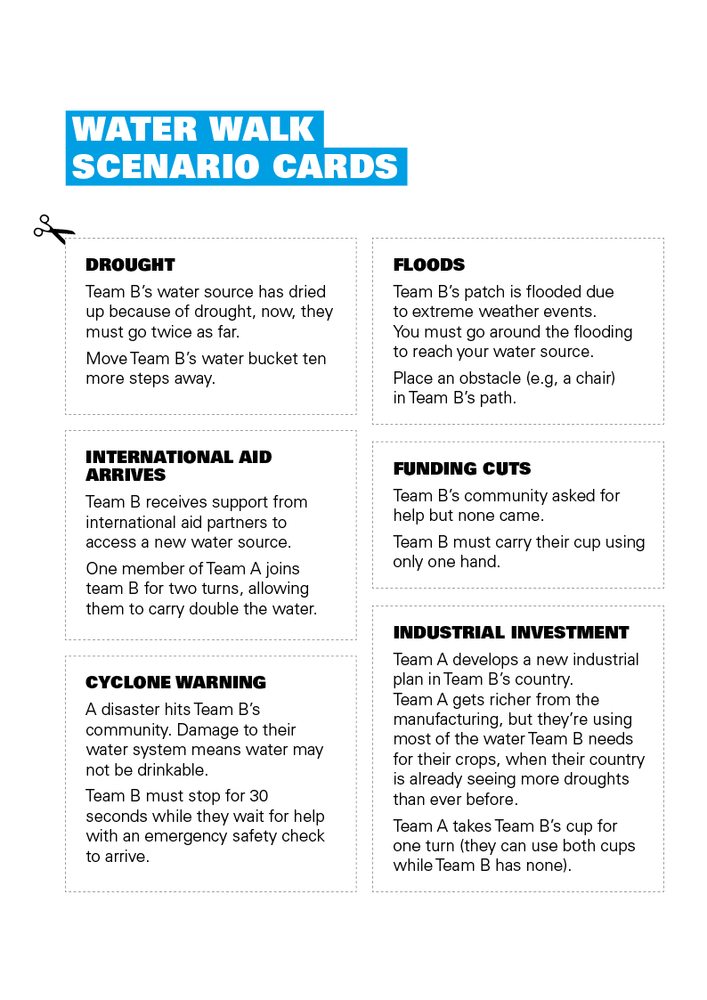 WATER WALK
SCENARIO CARDS
DROUGHT
Team B’s water source has dried
up because of drought, now, they
must go twice as far.
Move Team B’s water bucket ten
more steps away.
INTERNATIONAL AID
ARRIVES
Team B receives support from
international aid partners to
access a new water source.
One member of Team A joins
team B for two turns, allowing
them to carry double the water.
CYCLONE WARNING
A disaster hits Team B’s
community. Damage to their
water system means water may
not be drinkable.
Team B must stop for 30
seconds while they wait for help
with an emergency safety check
to arrive.
FLOODS
Team B’s patch is flooded due
to extreme weather events.
You must go around the flooding
to reach your water source.
Place an obstacle (e.g, a chair)
in Team B’s path.
FUNDING CUTS
Team B’s community asked for
help but none came.
Team B must carry their cup using
only one hand.
INDUSTRIAL INVESTMENT
Team A develops a new industrial
plan in Team B’s country.
Team A gets richer from the
manufacturing, but they’re using
most of the water Team B needs
for their crops, when their country
is already seeing more droughts
than ever before.
Team A takes Team B’s cup for
one turn (they can use both cups
while Team B has none).